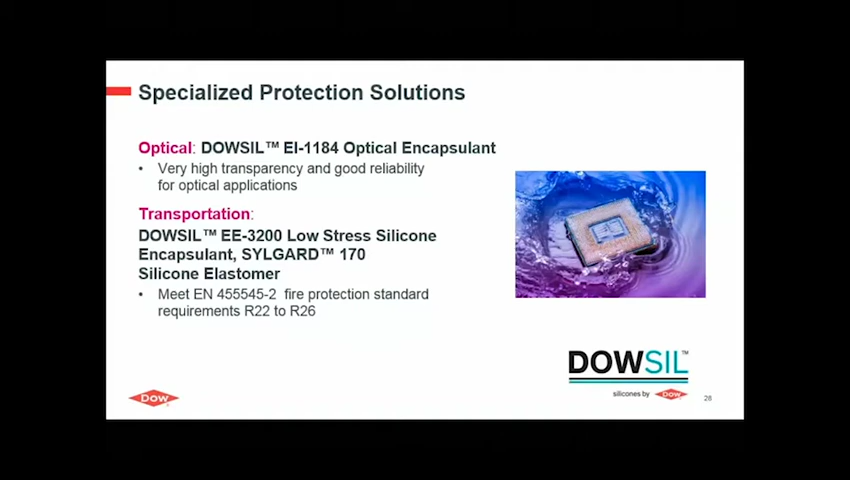 Specialized Protection Solutions
Optical: DOWSIL™ EI-1184 Optical Encapsulant
• Very high transparency and good reliability
for optical applications
Transportation:
DOWSIL™ EE-3200 Low Stress Silicone
Encapsulant, SYLGARD™ 170
Silicone Elastomer
• Meet EN 455545-2 fire protection standard
requirements R22 to R26
DOWSIL™
silicones by Dow
Dow
28